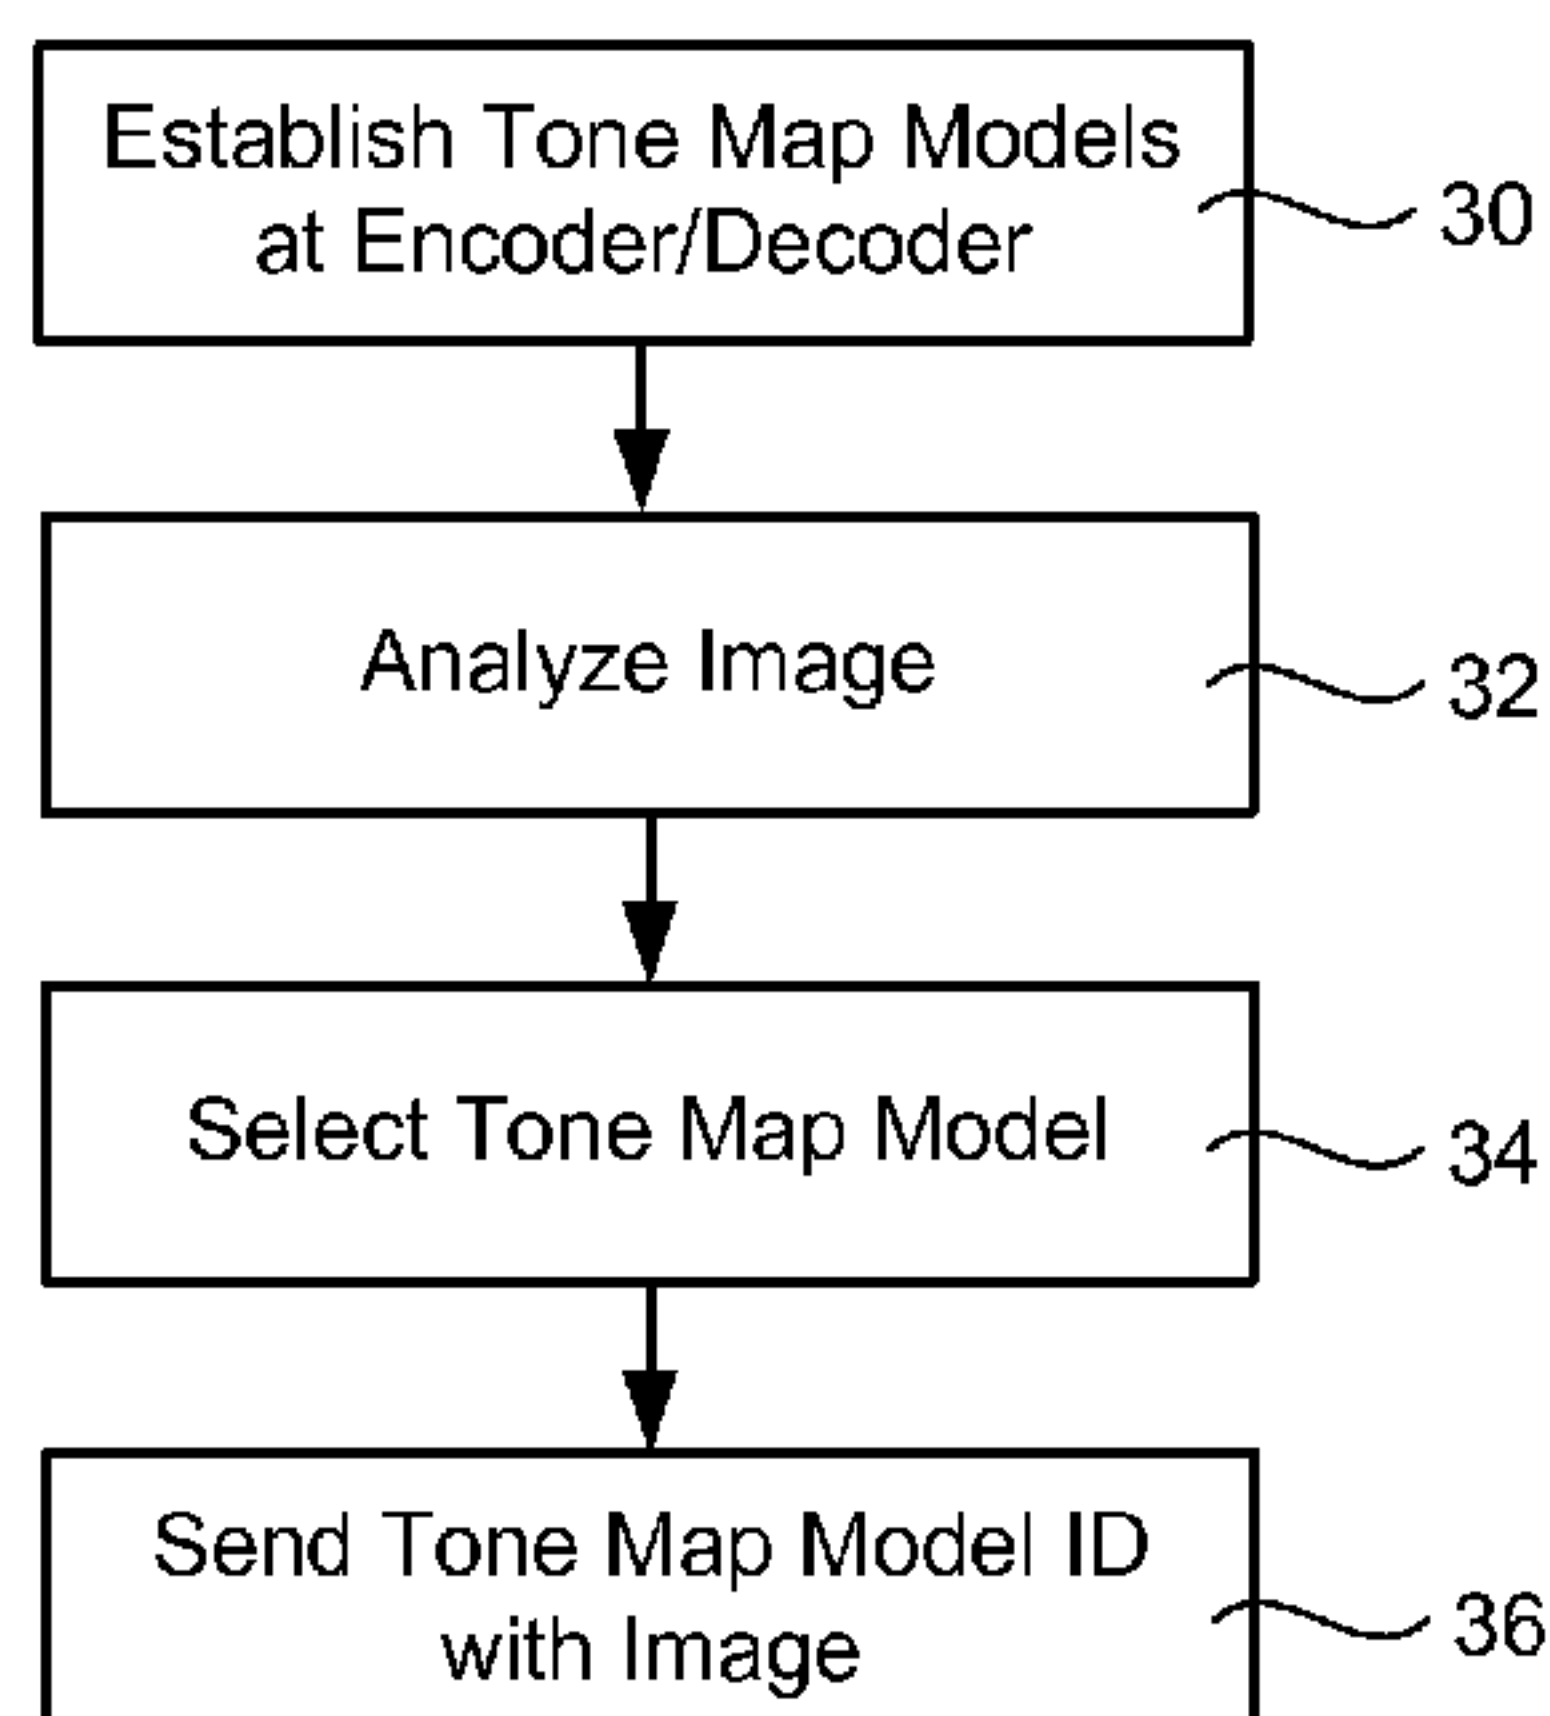 Establish Tone Map Models
at Encoder/Decoder
30
Analyze Image
32
Select Tone Map Model
34
Send Tone Map Model ID
with Image
36